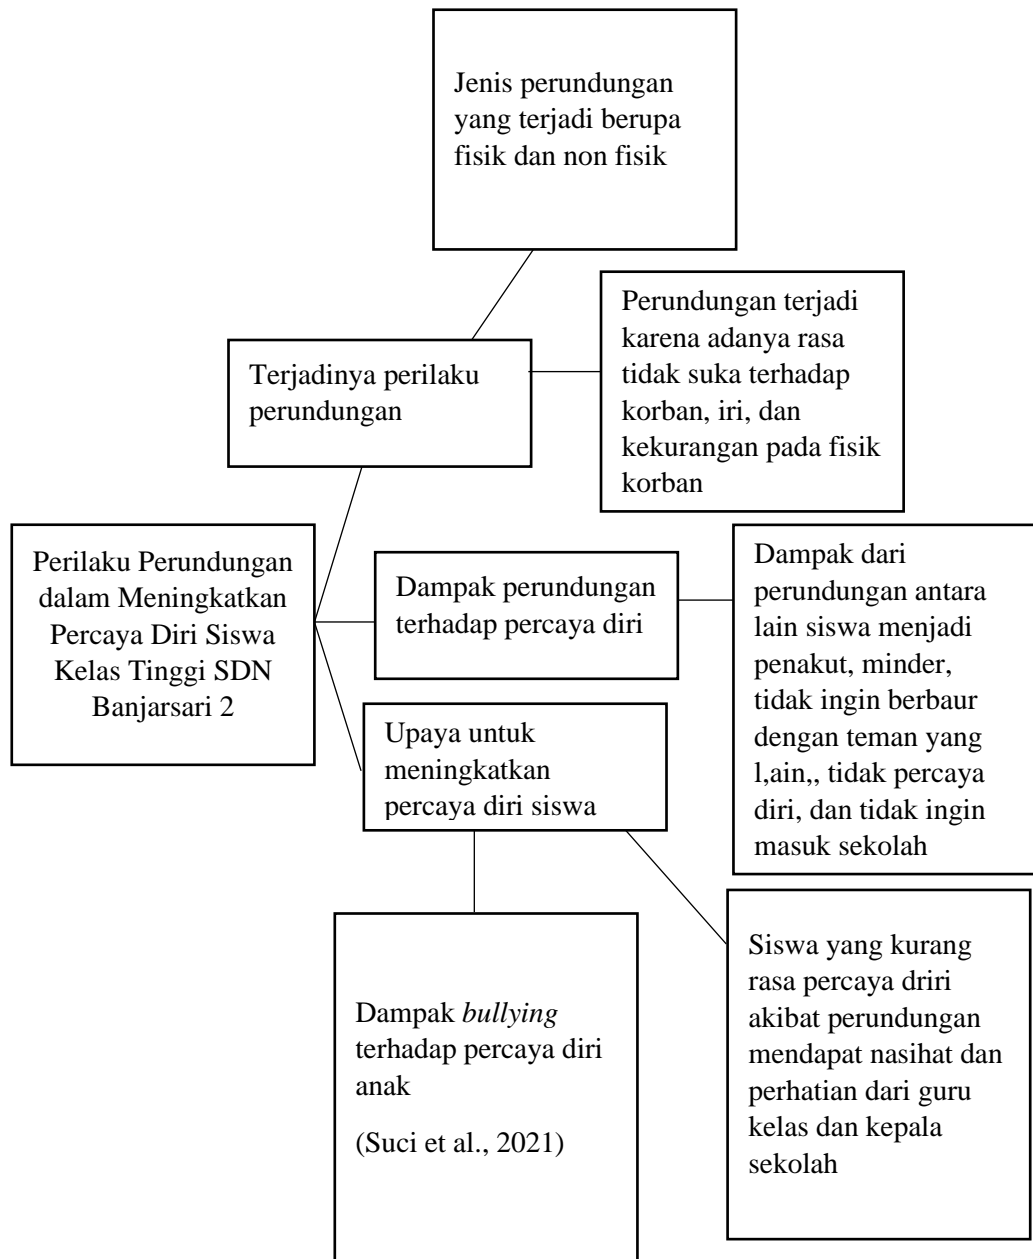 Jenis perundungan
yang terjadi berupa
fisik dan non fisik
Perundungan terjadi
karena adanya rasa
tidak suka terhadap
korban, iri, dan
kekurangan pada fisik
korban
Terjadinya perilaku
perundungan
Perilaku Perundungan
dalam Meningkatkan
Percaya Diri Siswa
Kelas Tinggi SDN
Banjarsari 2
Dampak perundungan
terhadap percaya diri
Dampak dari
perundungan antara
lain siswa menjadi
penakut, minder,
tidak ingin berbaur
dengan teman yang
l,ain,, tidak percaya
diri, dan tidak ingin
masuk sekolah
Upaya untuk
meningkatkan
percaya diri siswa
Dampak bullying
terhadap percaya diri
anak
(Suci et al., 2021)
Siswa yang kurang
rasa percaya driri
akibat perundungan
mendapat nasihat dan
perhatian dari guru
kelas dan kepala
sekolah